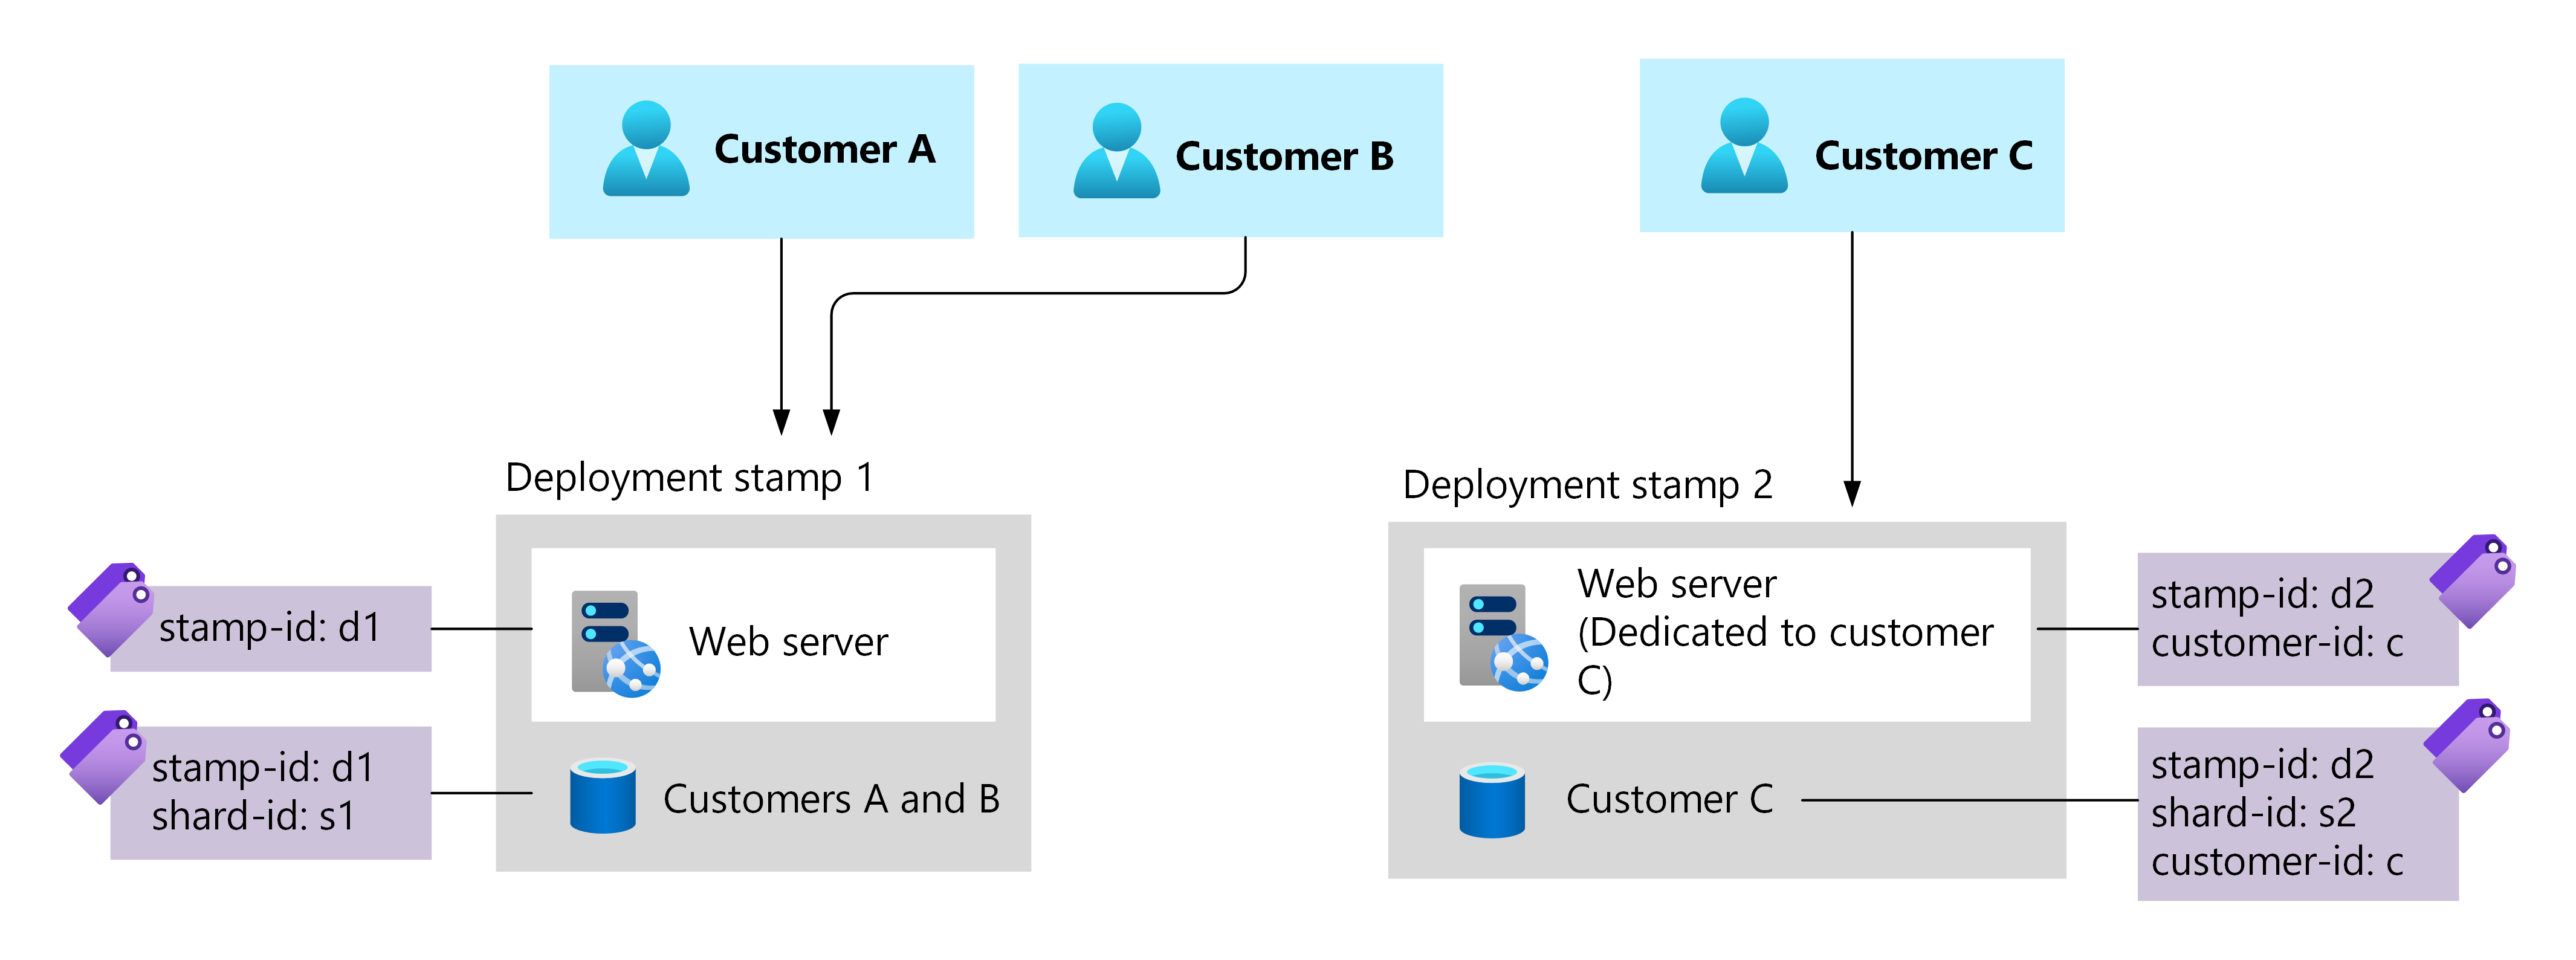 Customer A
Customer B
Customer C
Deployment stamp 1
Deployment stamp 2
stamp-id: d1
Web server
Web server
(Dedicated to customer
C)
stamp-id: d2
customer-id: c
stamp-id: d1
shard-id: s1
Customers A and B
Customer C
stamp-id: d2
shard-id: s2
customer-id: c